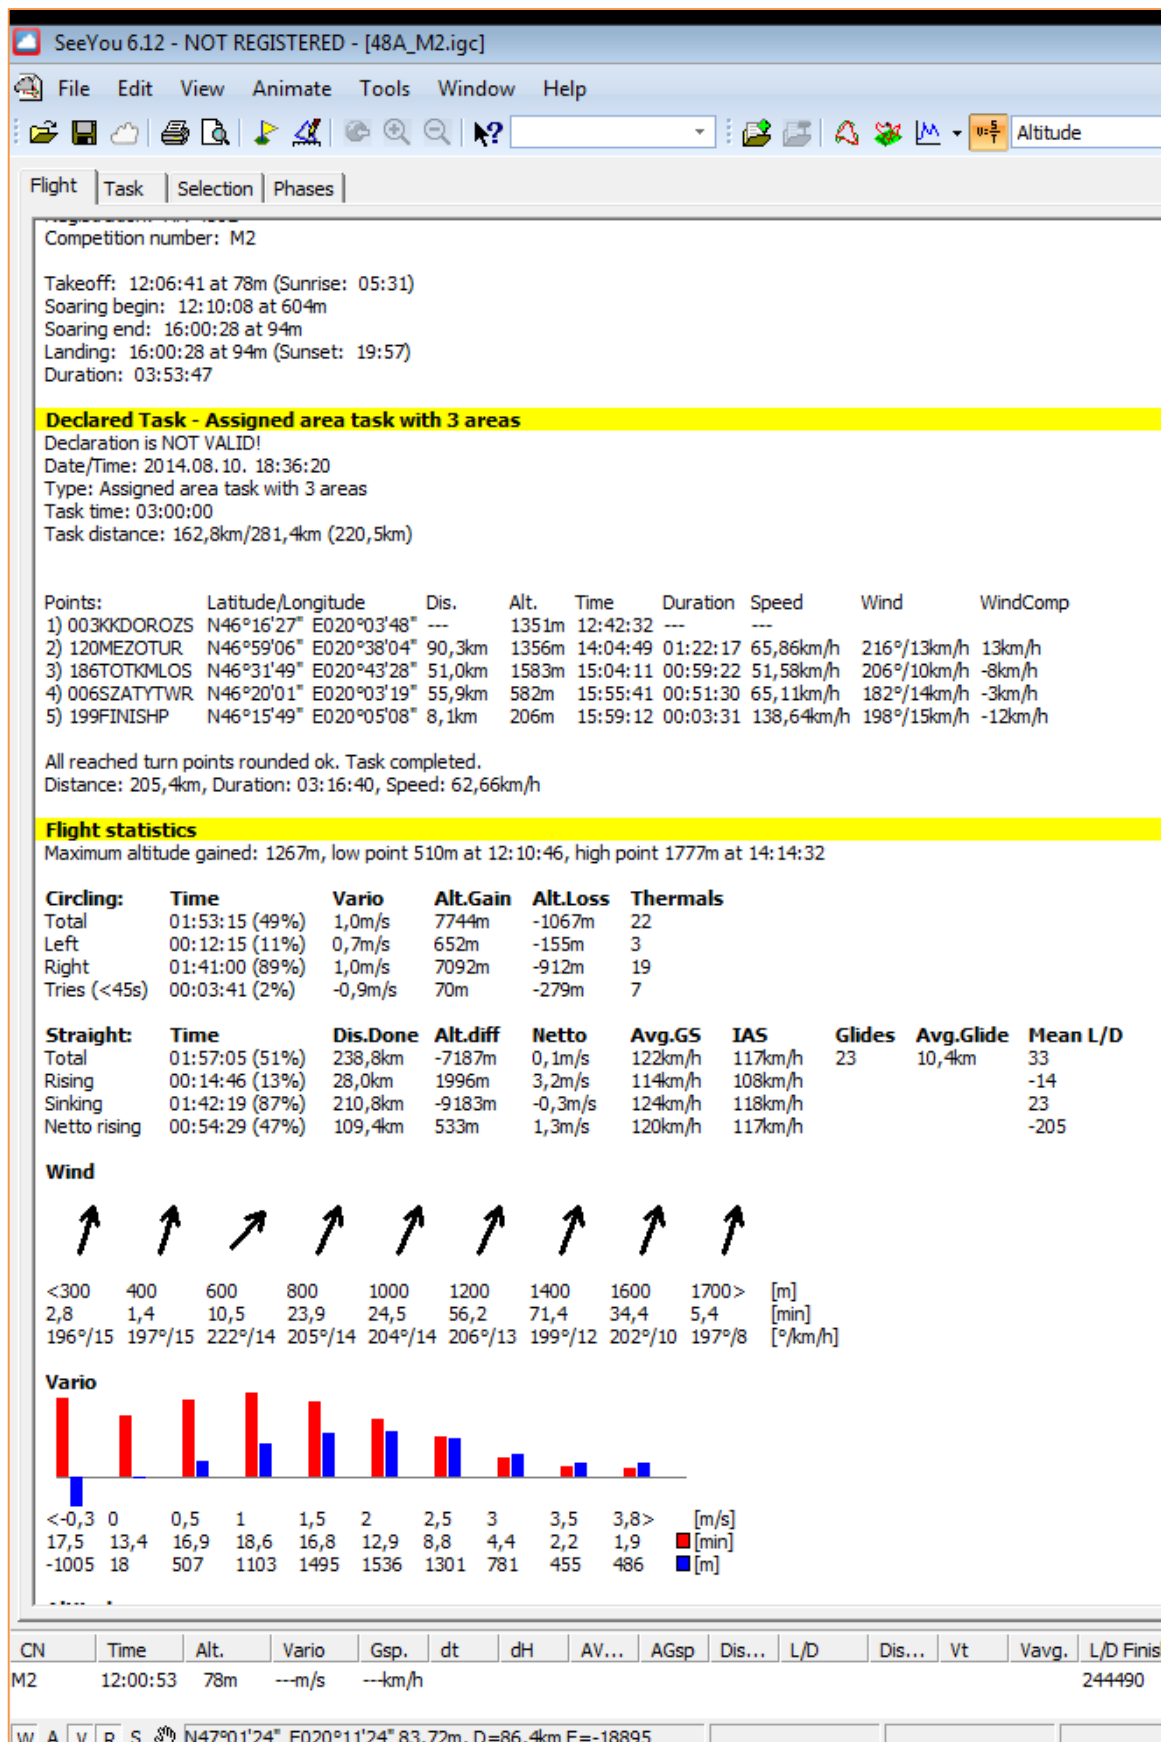 SeeYou 6.12 - NOT REGISTERED - [48A_M2.igc]
File Edit View Animate Tools Window Help
Altitude
Flight Task Selection Phases
Competition number: M2
Takeoff: 12:06:41 at 78m (Sunrise: 05:31)
Soaring begin: 12:10:08 at 604m
Soaring end: 16:00:28 at 94m
Landing: 16:00:28 at 94m (Sunset: 19:57)
Duration: 03:53:47
Declared Task - Assigned area task with 3 areas
Declaration is NOT VALID!
Date/Time: 2014.08.10. 18:36:20
Type: Assigned area task with 3 areas
Task time: 03:00:00
Task distance: 162,8km/281,4km (220,5km)
Points: Latitude/Longitude Dis. Alt. Time Duration Speed Wind WindComp
1) 003KKDOROZS N46°16'27" E020°03'48" --- 1351m 12:42:32 --- ---
2) 120MEZOTUR N46°59'06" E020°38'04" 90,3km 1356m 14:04:49 01:22:17 65,86km/h 216°/13km/h 13km/h
3) 186TOTKMLOS N46°31'49" E020°43'28" 51,0km 1583m 15:04:11 00:59:22 51,58km/h 206°/10km/h -8km/h
4) 006SZATYTWR N46°20'01" E020°03'19" 55,9km 582m 15:55:41 00:51:30 65,11km/h 182°/14km/h -3km/h
5) 199FINISHP N46°15'49" E020°05'08" 8,1km 206m 15:59:12 00:03:31 138,64km/h 198°/15km/h -12km/h
All reached turn points rounded ok. Task completed.
Distance: 205,4km, Duration: 03:16:40, Speed: 62,66km/h
Flight statistics
Maximum altitude gained: 1267m, low point 510m at 12:10:46, high point 1777m at 14:14:32
Circling: Time Vario Alt.Gain Alt.Loss Thermals
Total 01:53:15 (49%) 1,0m/s 7744m -1067m 22
Left 00:12:15 (11%) 0,7m/s 652m -155m 3
Right 01:41:00 (89%) 1,0m/s 7092m -912m 19
Tries (<45s) 00:03:41 (2%) -0,9m/s 70m -279m 7
Straight: Time Dis.Done Alt.diff Netto Avg.GS IAS Glides Avg.Glide Mean L/D
Total 01:57:05 (51%) 238,8km -7187m 0,1m/s 122km/h 117km/h 23 10,4km 33
Rising 00:14:46 (13%) 28,0km 1996m 3,2m/s 114km/h 108km/h -14
Sinking 01:42:19 (87%) 210,8km -9183m -0,3m/s 124km/h 118km/h 23
Netto rising 00:54:29 (47%) 109,4km 533m 1,3m/s 120km/h 117km/h -205
Wind
<300 400 600 800 1000 1200 1400 1600 1700> [m]
2,8 1,4 10,5 23,9 24,5 56,2 71,4 34,4 5,4 [min]
196°/15 197°/15 222°/14 205°/14 204°/14 206°/13 199°/12 202°/10 197°/8 [°/km/h]
Vario
<-0,3 0 0,5 1 1,5 2 2,5 3 3,5 3,8> [m/s]
17,5 13,4 16,9 18,6 16,8 12,9 8,8 4,4 2,2 1,9 [min]
-1005 18 507 1103 1495 1536 1301 781 455 486 [m]
CN Time Alt. Vario Gsp. dt dH AV... AGsp Dis... L/D Dis... Vt Vavg. L/D Finis
M2 12:00:53 78m ---m/s ---km/h 244490
W A V R S N47°01'24" E020°11'24" 83,72m, D=86,4km E=-18895